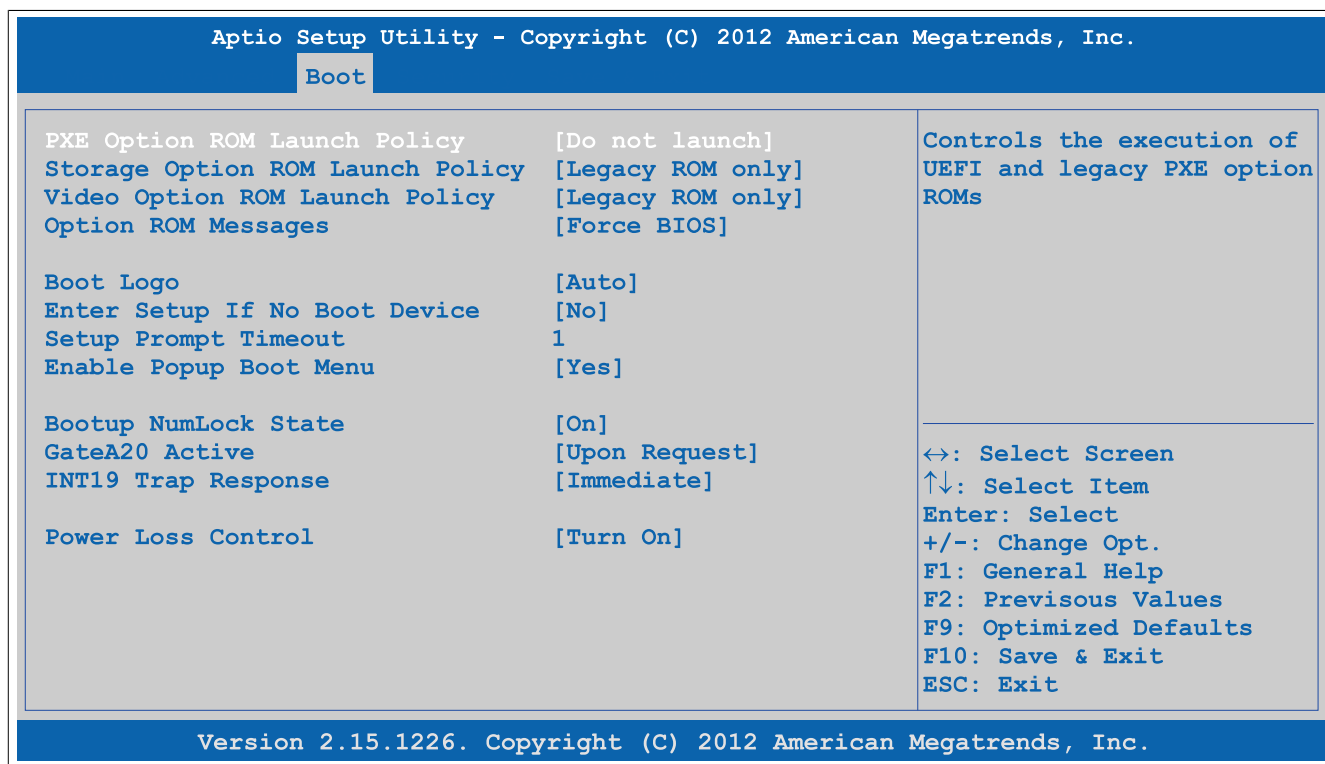 Aptio Setup Utility - Copyright (C) 2012 American Megatrends, Inc.
Boot
PXE Option ROM Launch Policy [Do not launch]
Storage Option ROM Launch Policy [Legacy ROM only]
Video Option ROM Launch Policy [Legacy ROM only]
Option ROM Messages [Force BIOS]
Boot Logo [Auto]
Enter Setup If No Boot Device [No]
Setup Prompt Timeout 1
Enable Popup Boot Menu [Yes]
Bootup NumLock State [On]
GateA20 Active [Upon Request]
INT19 Trap Response [Immediate]
Power Loss Control [Turn On]
Controls the execution of
UEFI and legacy PXE option
ROMs
↔: Select Screen
↑↓: Select Item
Enter: Select
+/-: Change Opt.
F1: General Help
F2: Previsous Values
F9: Optimized Defaults
F10: Save & Exit
ESC: Exit
Version 2.15.1226. Copyright (C) 2012 American Megatrends, Inc.